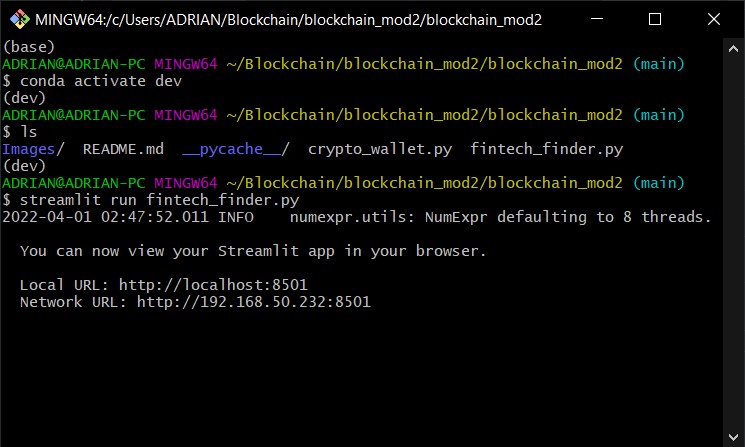 MINGW64:/c/Users/ADRIAN/Blockchain/blockchain_mod2/blockchain_mod2
(base)
ADRIAN@ADRIAN-PC MINGW64 ~/Blockchain/blockchain_mod2/blockchain_mod2 (main)
$ conda activate dev
(dev)
ADRIAN@ADRIAN-PC MINGW64 ~/Blockchain/blockchain_mod2/blockchain_mod2 (main)
$ ls
Images/  README.md  __pycache__/  crypto_wallet.py  fintech_finder.py
(dev)
ADRIAN@ADRIAN-PC MINGW64 ~/Blockchain/blockchain_mod2/blockchain_mod2 (main)
$ streamlit run fintech_finder.py
2022-04-01 02:47:52.011 INFO    numexpr.utils: NumExpr defaulting to 8 threads.
You can now view your Streamlit app in your browser.
Local URL: http://localhost:8501
Network URL: http://192.168.50.232:8501